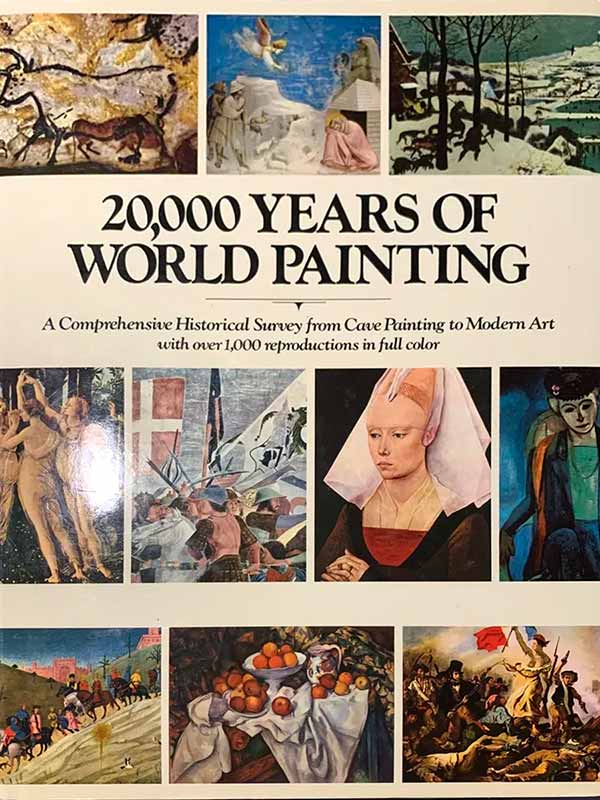 20,000 YEARS OF
WORLD PAINTING
A Comprehensive Historical Survey from Cave Painting to Modern Art
with over 1,000 reproductions in full color